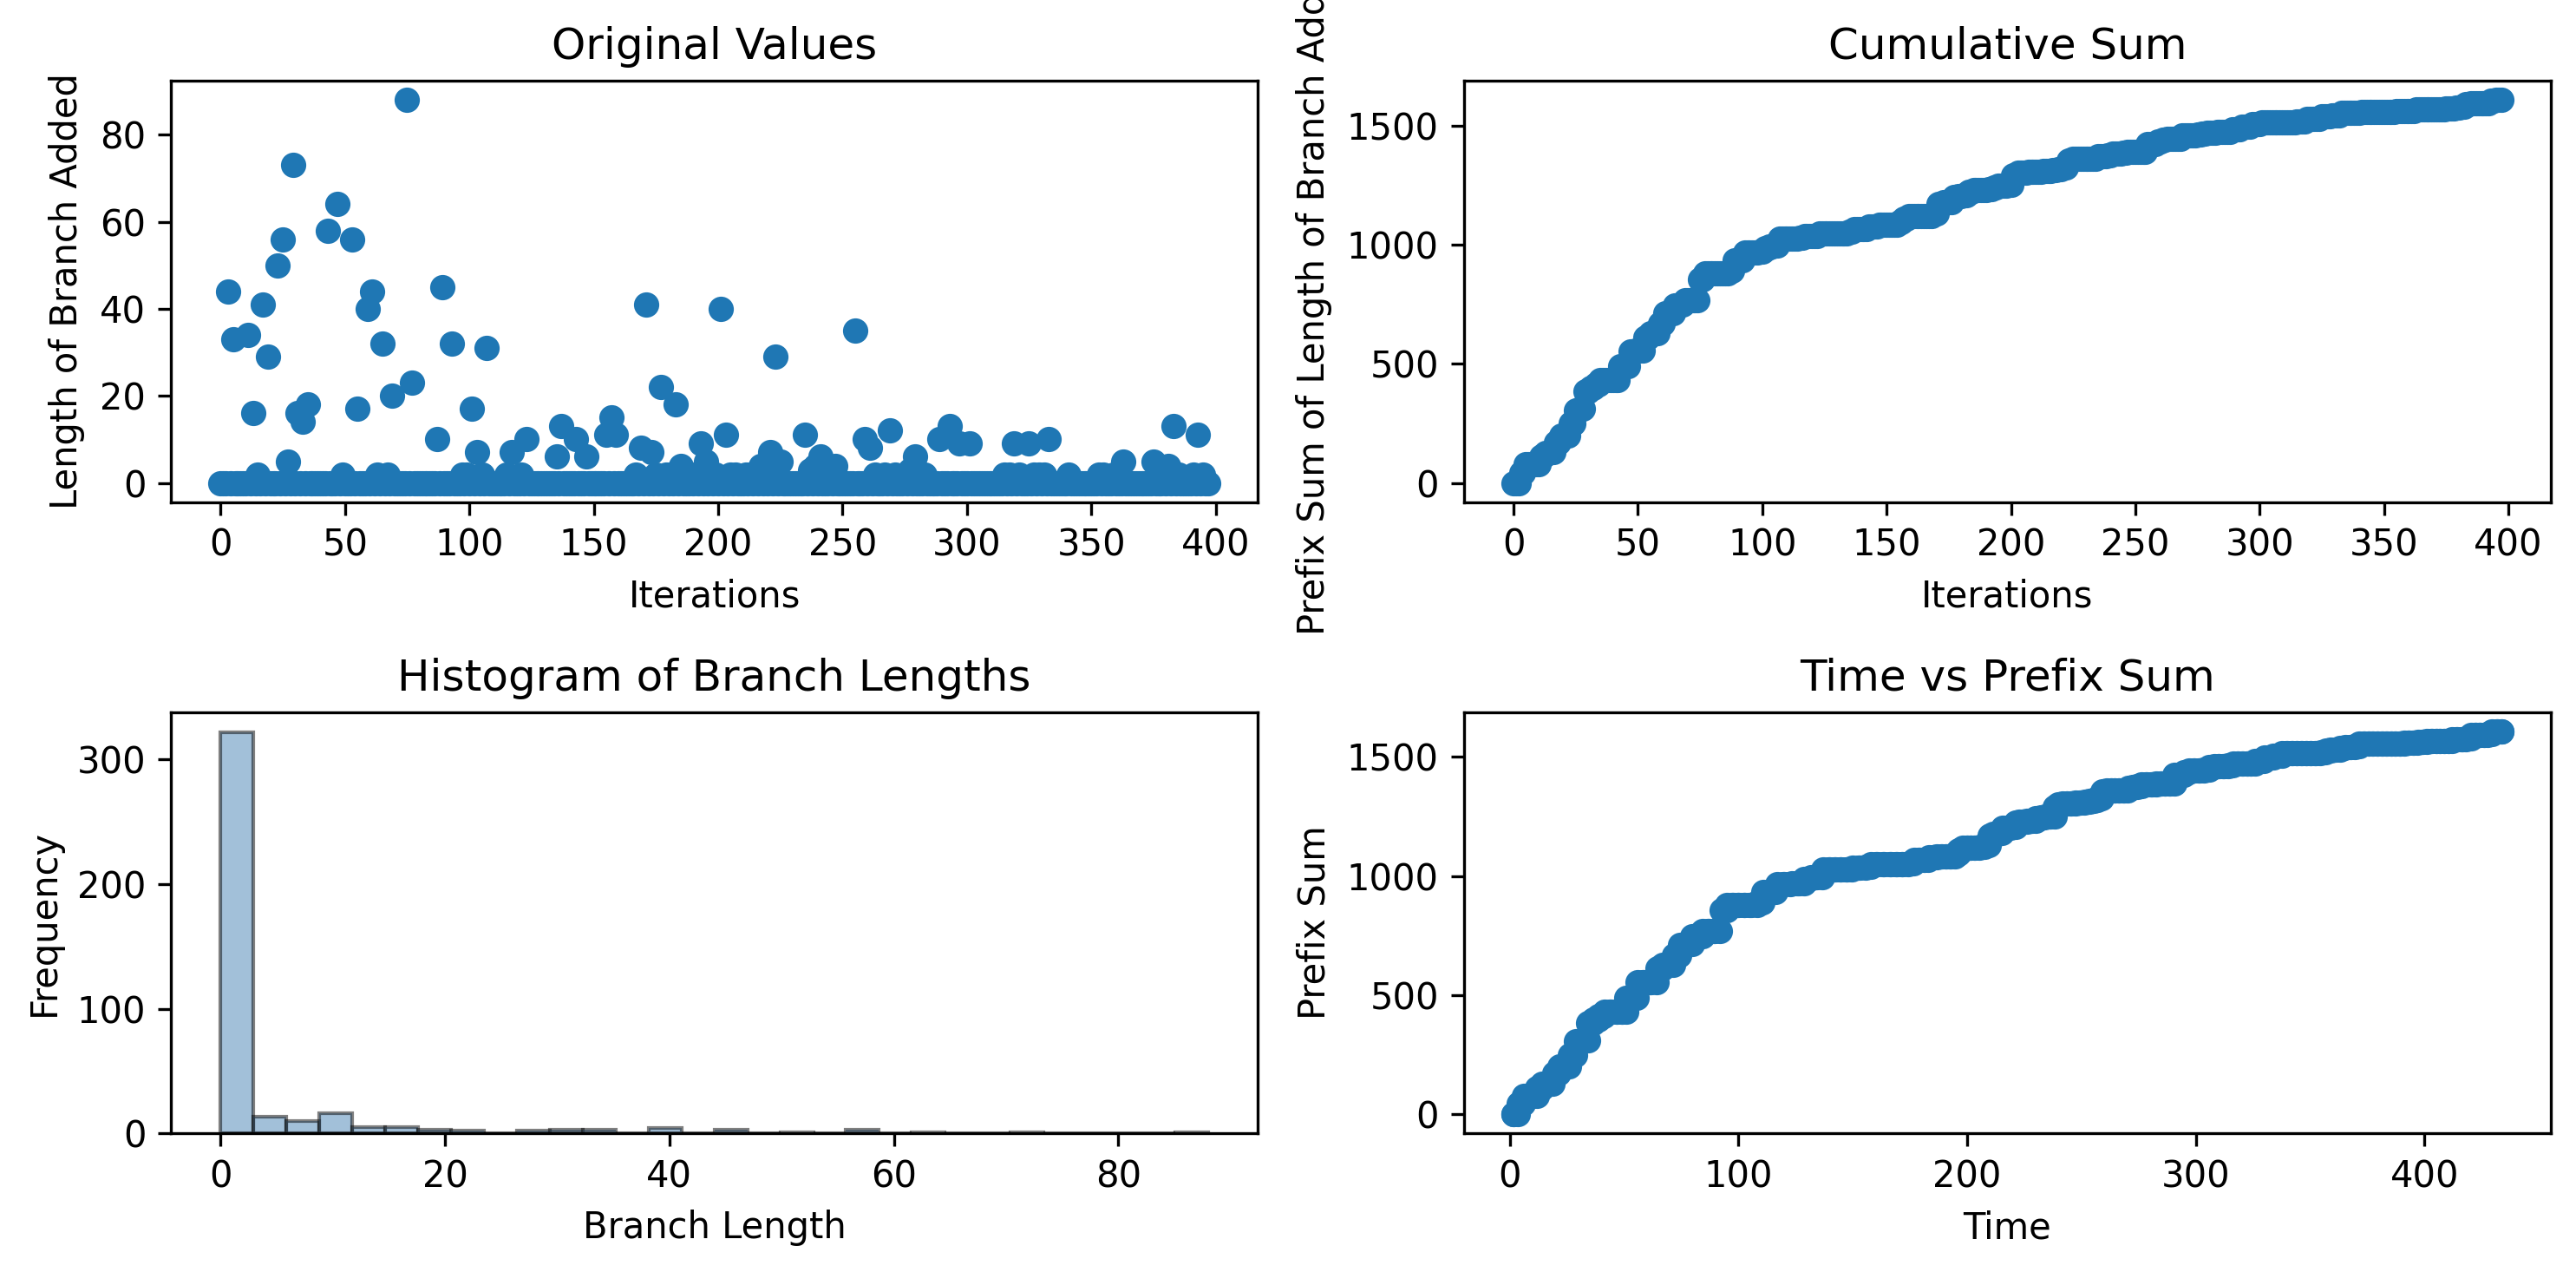 Original Values
Length of Branch Added
80
60
40
20
0
0 50 100 150 200 250 300 350 400
Iterations
Cumulative Sum
Prefix Sum of Length of Branch
1500
1000
500
0
0 50 100 150 200 250 300 350 400
Iterations
Histogram of Branch Lengths
Frequency
300
200
100
0
0 20 40 60 80
Branch Length
Time vs Prefix Sum
Prefix Sum
1500
1000
500
0
0 100 200 300 400
Time